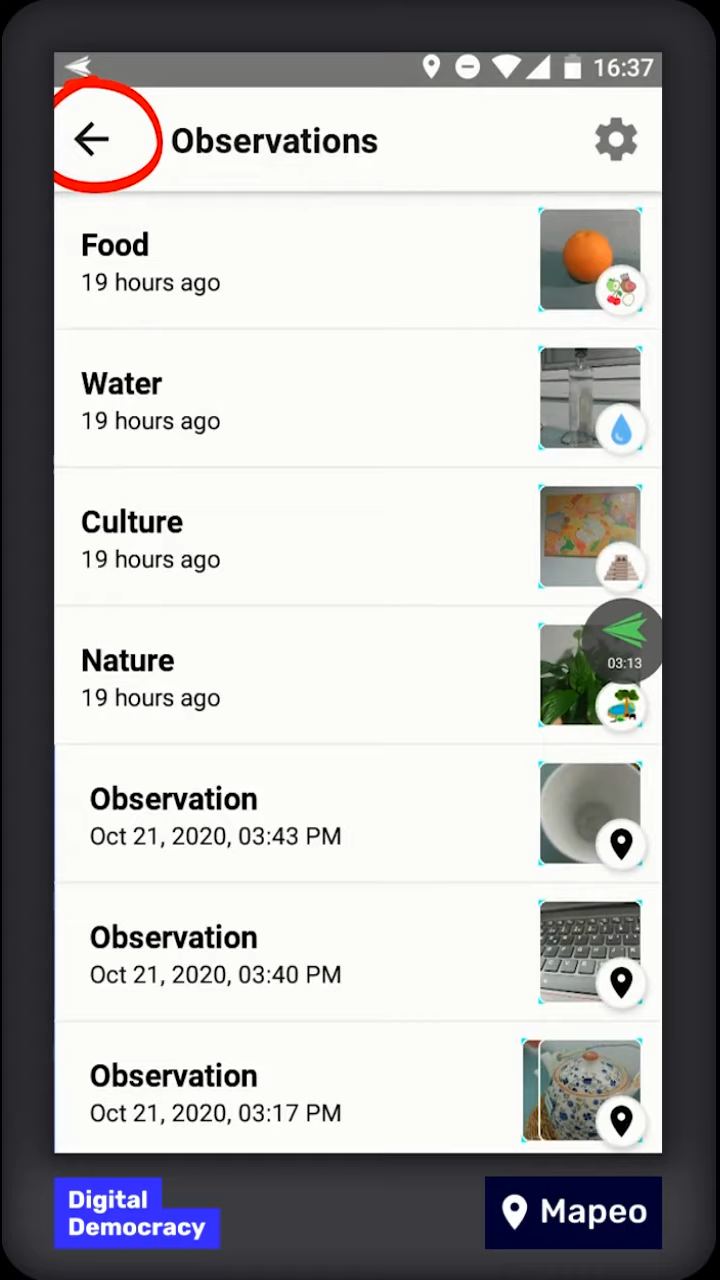 16:37
Observations
Food
19 hours ago
Water
19 hours ago
Culture
19 hours ago
Nature
19 hours ago
03:13
Observation
Oct 21, 2020, 03:43 PM
Observation
Oct 21, 2020, 03:40 PM
Observation
Oct 21, 2020, 03:17 PM
Digital
Democracy
Mapeo